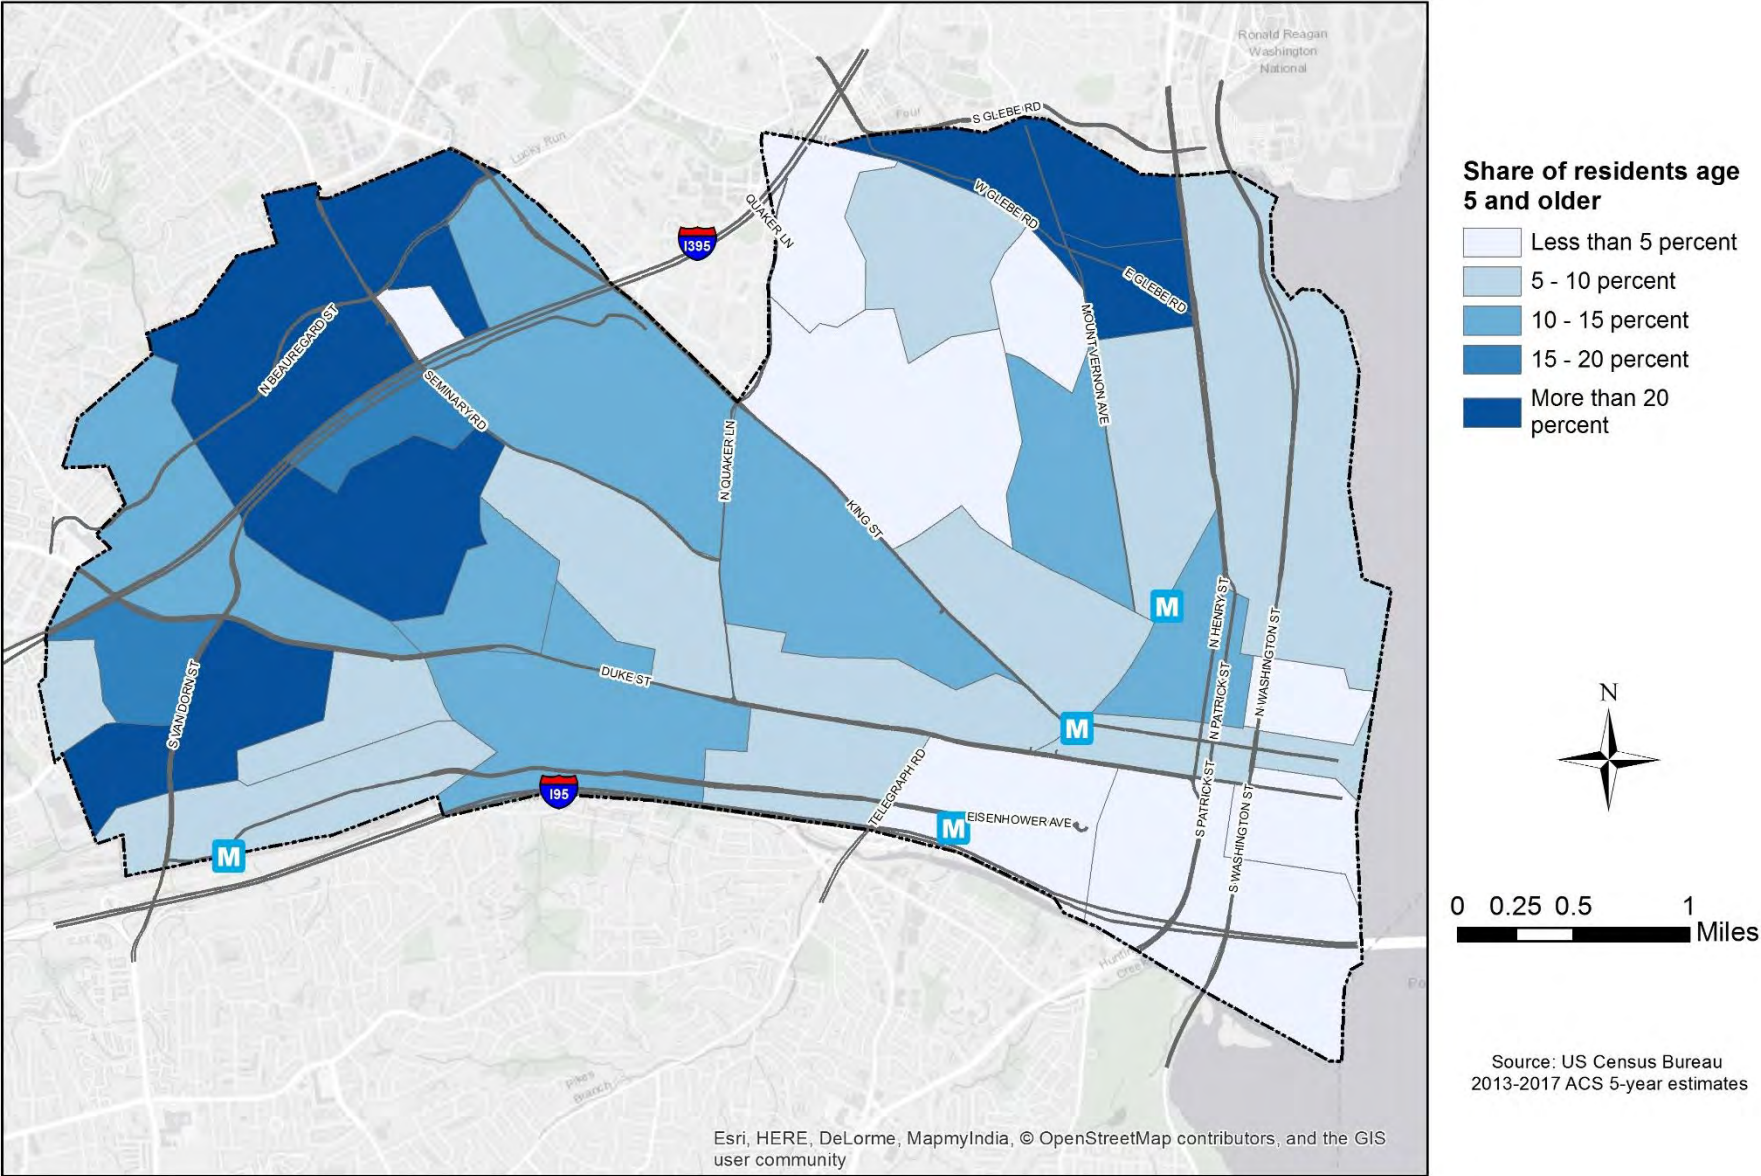 Ronald Reagan
Washington
National
Four
S GLEBE RD
Lucky Run
QUAKER LN
W GLEBE RD
I395
E GLEBE RD
N BEAUREGARD ST
MOUNT VERNON AVE
SEMINARY RD
N QUAKER LN
KING ST
M
N HENRY ST
N WASHINGTON ST
DUKE ST
S VAN DORN ST
N PATRICK ST
M
TELEGRAPH RD
I95
S PATRICK ST
S WASHINGTON ST
M
EISENHOWER AVE
M
Pikes
Branch
Esri, HERE, DeLorme, MapmyIndia, © OpenStreetMap contributors, and the GIS
user community
Share of residents age
5 and older
Less than 5 percent
5 - 10 percent
10 - 15 percent
15 - 20 percent
More than 20
percent
N
0 0.25 0.5 1
Miles
Source: US Census Bureau
2013-2017 ACS 5-year estimates